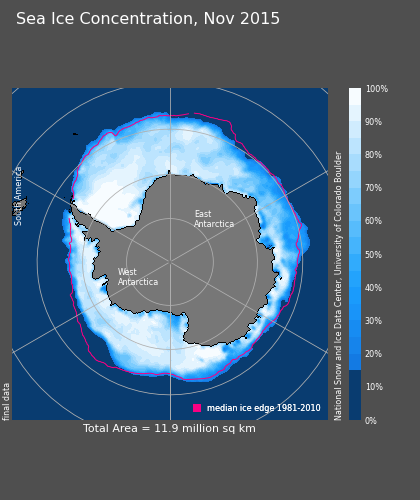 Sea Ice Concentration, Nov 2015
South America
East
Antarctica
West
Antarctica
median ice edge 1981-2010
final data
Total Area = 11.9 million sq km
National Snow and Ice Data Center, University of Colorado Boulder
100%
90%
80%
70%
60%
50%
40%
30%
20%
10%
0%